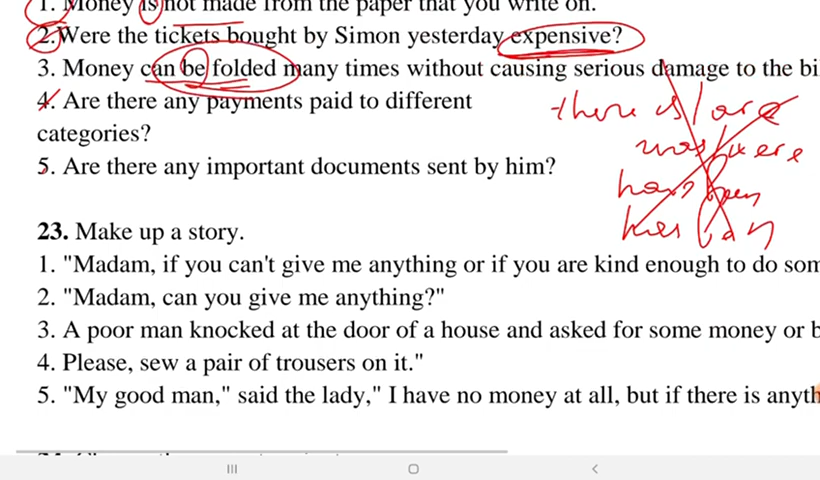 1. Money is not made from the paper that you write on.
2. Were the tickets bought by Simon yesterday expensive?
3. Money can be folded many times without causing serious damage to the bi
4. Are there any payments paid to different
there is/are
categories?
was/were
5. Are there any important documents sent by him?
23. Make up a story.
1. "Madam, if you can't give me anything or if you are kind enough to do som
2. "Madam, can you give me anything?"
3. A poor man knocked at the door of a house and asked for some money or b
4. Please, sew a pair of trousers on it."
5. "My good man," said the lady," I have no money at all, but if there is anyth